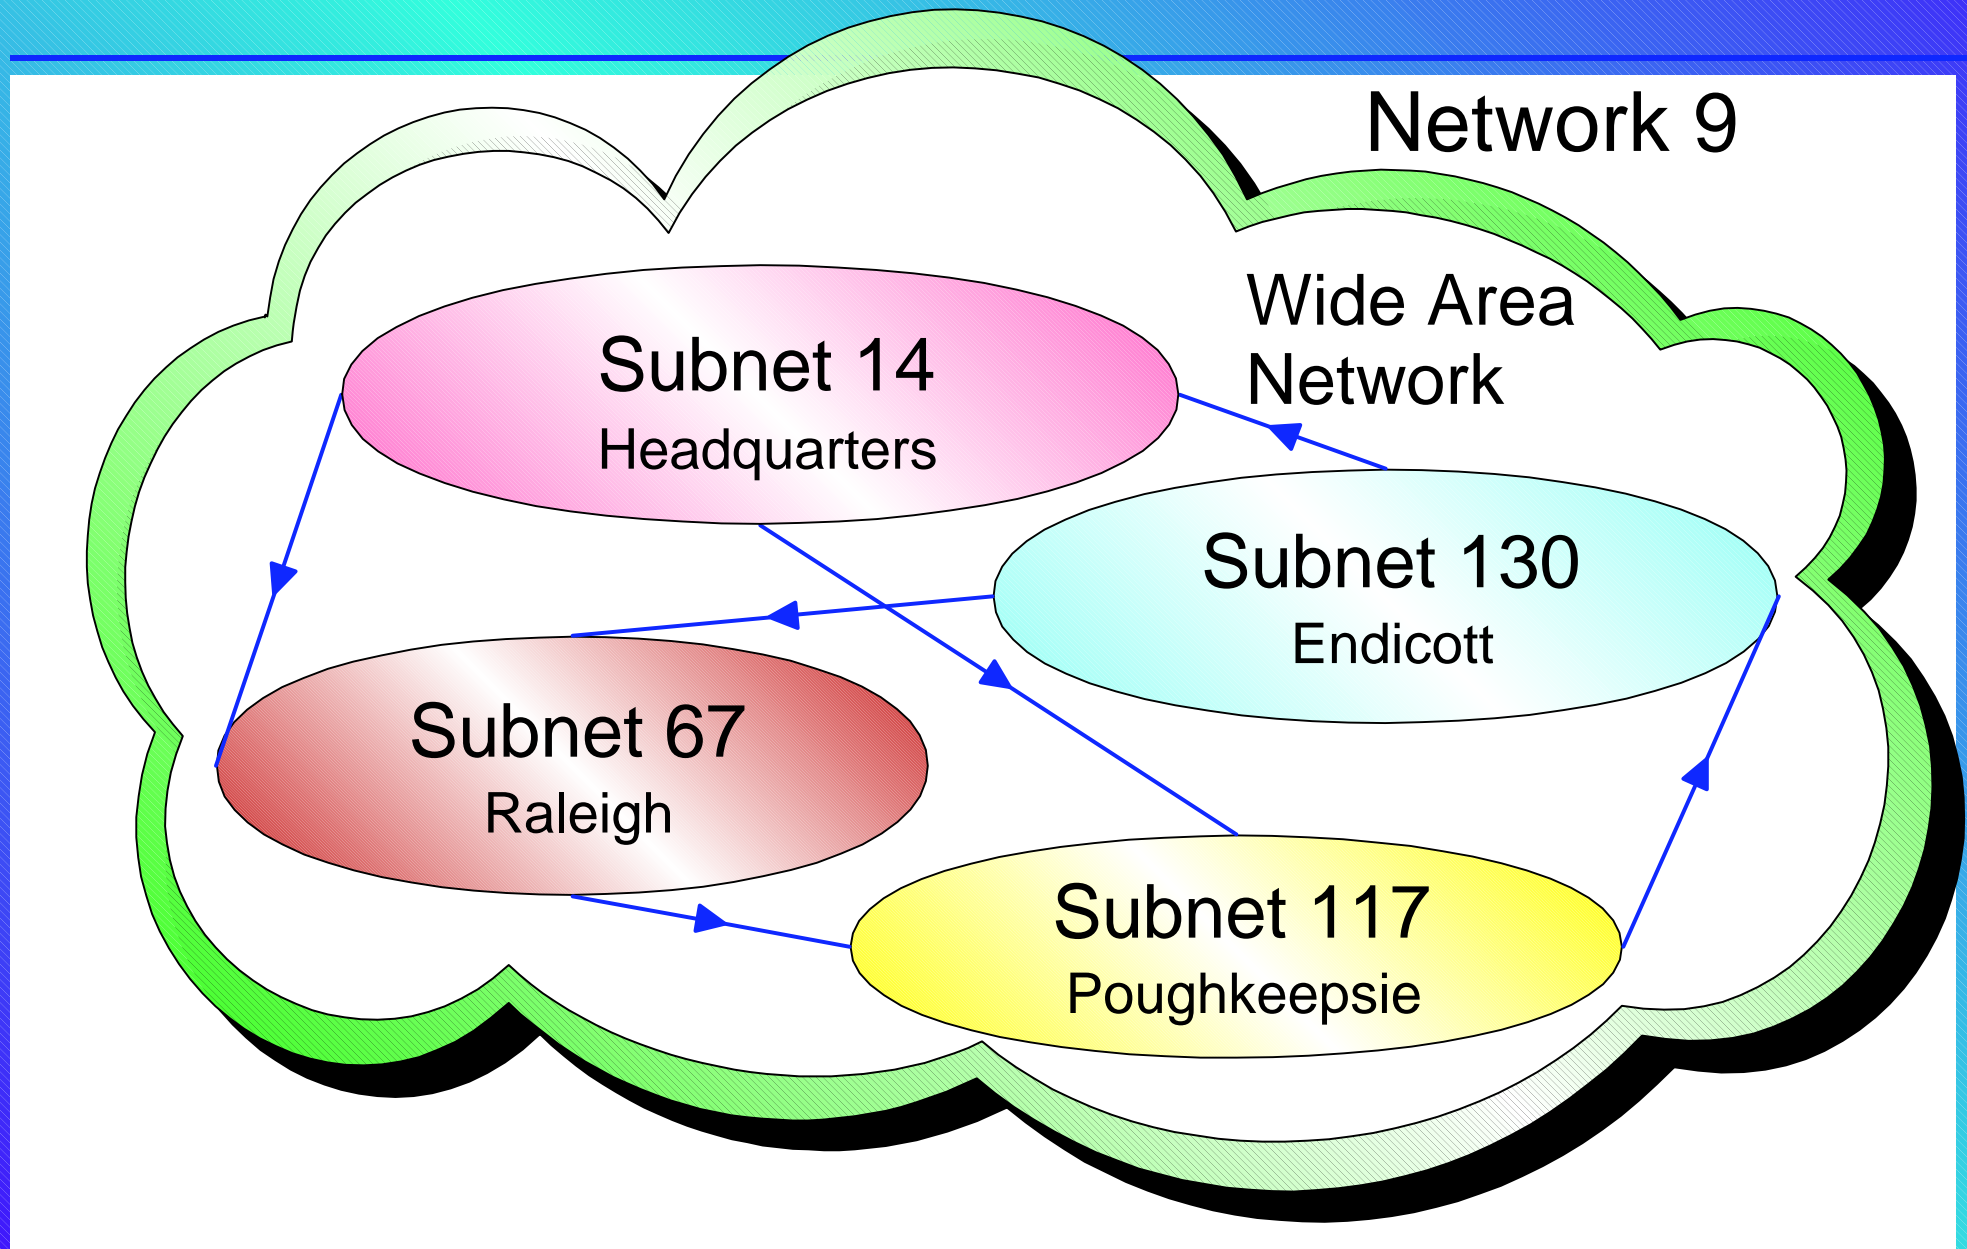 Network 9
Wide Area
Network
Subnet 14
Headquarters
Subnet 130
Endicott
Subnet 67
Raleigh
Subnet 117
Poughkeepsie